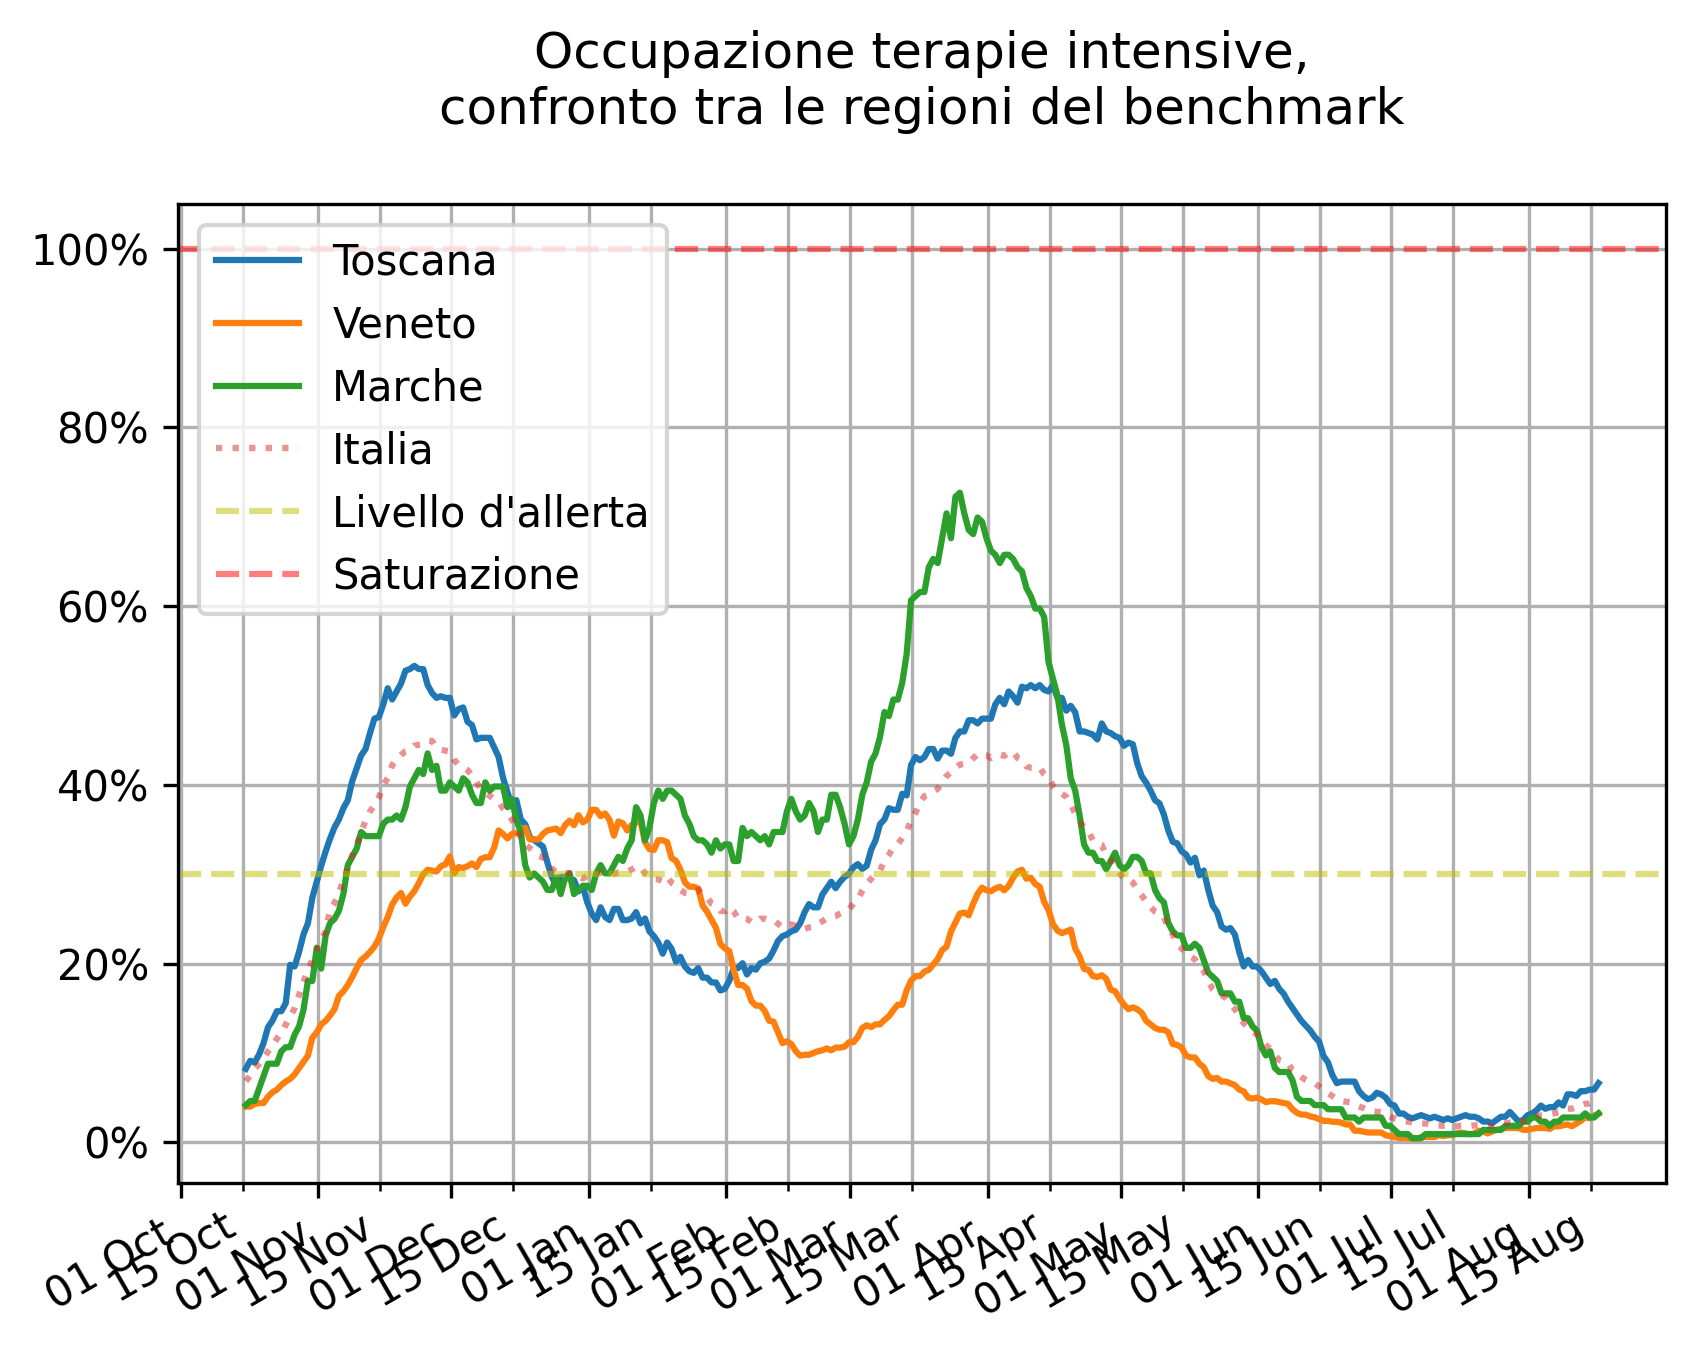 Occupazione terapie intensive,
confronto tra le regioni del benchmark
100%
80%
60%
40%
20%
0%
Toscana
Veneto
Marche
Italia
Livello d'allerta
Saturazione
01 Oct
15 Oct
01 Nov
15 Nov
01 Dec
15 Dec
01 Jan
15 Jan
01 Feb
15 Feb
01 Mar
15 Mar
01 Apr
15 Apr
01 May
15 May
01 Jun
15 Jun
01 Jul
15 Jul
01 Aug
15 Aug